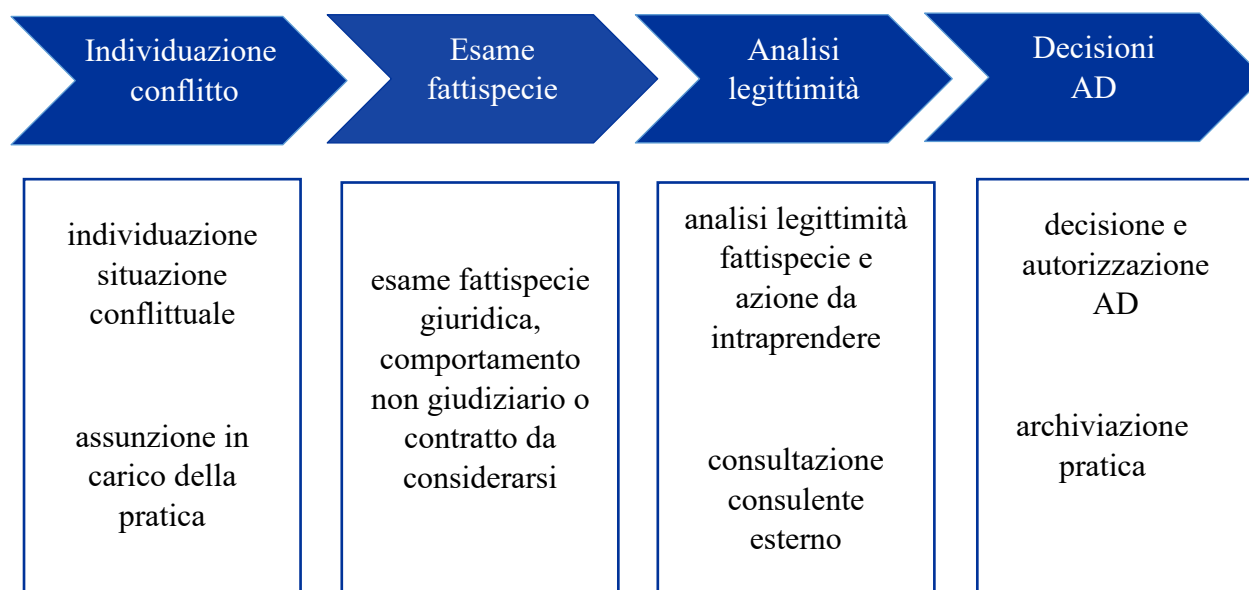 Individuazione
conflitto
Esame
fattispecie
Analisi
legittimità
Decisioni
AD
individuazione
situazione
conflittuale
assunzione in
carico della
pratica
esame fattispecie
giuridica,
comportamento
non giudiziario o
contratto da
considerarsi
analisi legittimità
fattispecie e
azione da
intraprendere
consultazione
consulente
esterno
decisione e
autorizzazione
AD
archiviazione
pratica